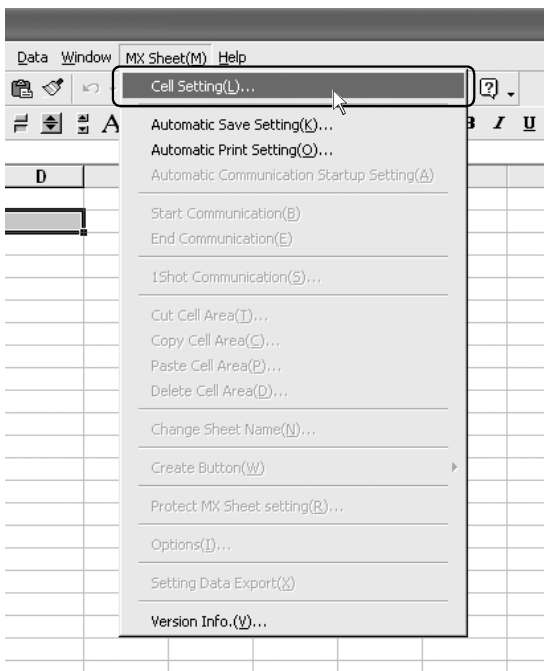 Data Window MX Sheet(M) Help
Cell Setting(L)...
Automatic Save Setting(K)...
B I U
Automatic Print Setting(O)...
D
Automatic Communication Startup Setting(A)
Start Communication(B)
End Communication(E)
1Shot Communication(S)...
Cut Cell Area(T)...
Copy Cell Area(C)...
Paste Cell Area(P)...
Delete Cell Area(D)...
Change Sheet Name(N)...
Create Button(W)
Protect MX Sheet setting(R)...
Options(I)...
Setting Data Export(X)
Version Info.(V)...